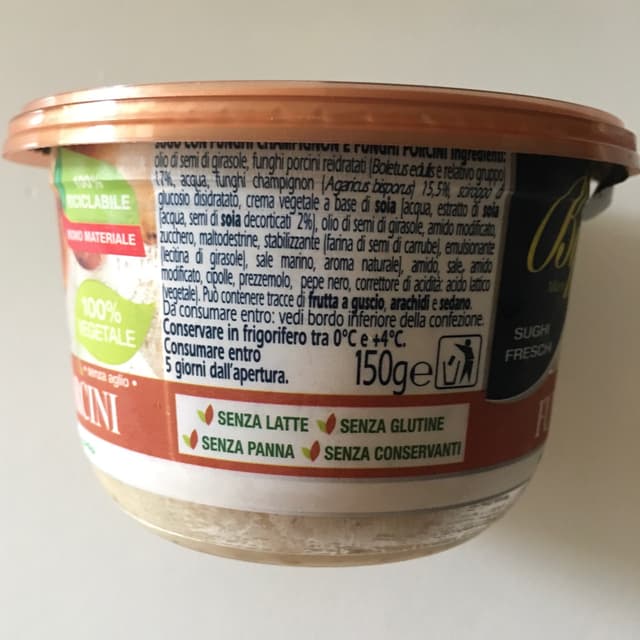 SUGO CON FUNGHI CHAMPIGNON E FUNGHI PORCINI Ingredienti:
olio di semi di girasole, funghi porcini reidratati (Boletus edulis e relativo gruppo)
17%, acqua, funghi champignon (Agaricus bisporus) 15,5%, sciroppo di
glucosio disidratato, crema vegetale a base di soia [acqua, estratto di soia
(acqua, semi di soia decorticati 2%), olio di semi di girasole, amido modificato,
zucchero, maltodestrine, stabilizzante (farina di semi di carrube), emulsionante
(lecitina di girasole), sale marino, aroma naturale], amido, sale, amido
modificato, cipolle, prezzemolo, pepe nero, correttore di acidità: acido lattico
(vegetale). Può contenere tracce di frutta a guscio, arachidi e sedano.
Da consumare entro: vedi bordo inferiore della confezione.
Conservare in frigorifero tra 0°C e +4°C.
Consumare entro
5 giorni dall'apertura.
150g e
SENZA LATTE SENZA GLUTINE
SENZA PANNA SENZA CONSERVANTI
100%
RICICLABILE
MONO MATERIALE
100%
VEGETALE
• senza aglio •
CINI
SUGHI
FRESCHI